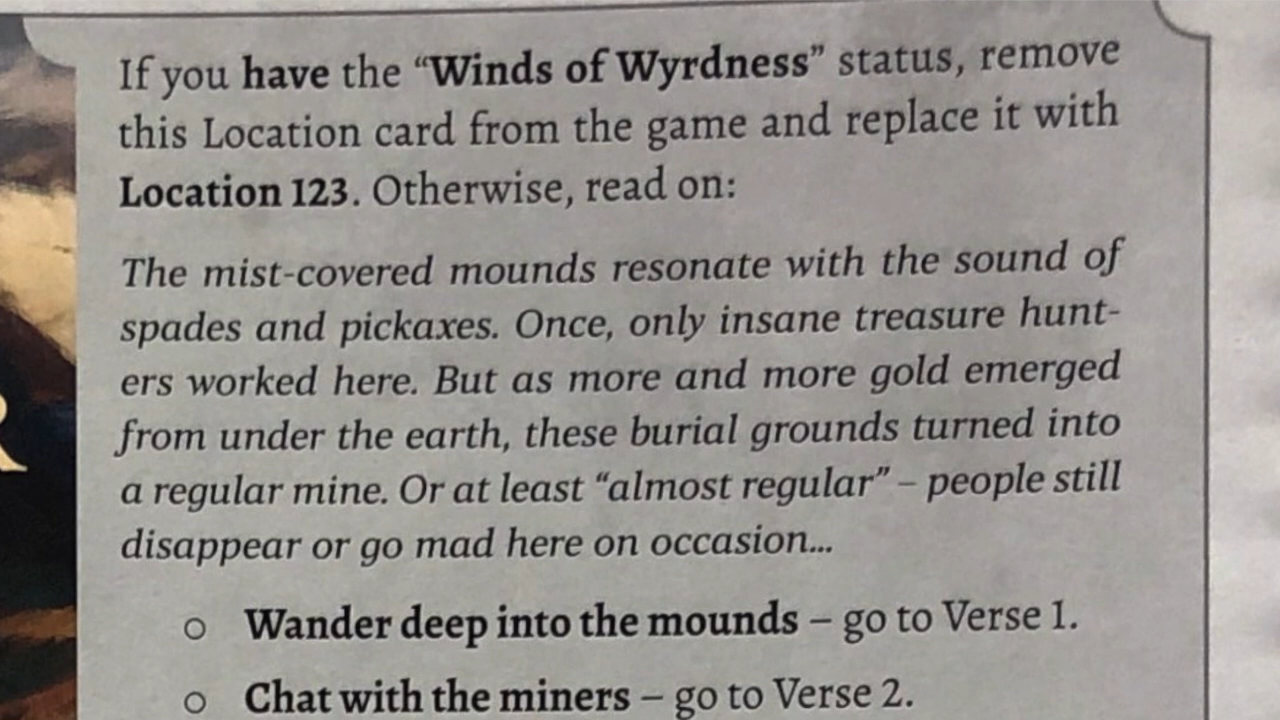 If you have the “Winds of Wyrdness” status, remove
this Location card from the game and replace it with
Location 123. Otherwise, read on:
The mist-covered mounds resonate with the sound of
spades and pickaxes. Once, only insane treasure hunt-
ers worked here. But as more and more gold emerged
from under the earth, these burial grounds turned into
a regular mine. Or at least “almost regular” – people still
disappear or go mad here on occasion...
○ Wander deep into the mounds – go to Verse 1.
○ Chat with the miners – go to Verse 2.
R